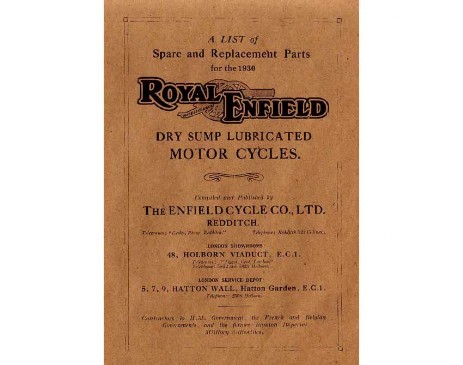 A LIST of
Spare and Replacement Parts
for the 1936
ROYAL ENFIELD
DRY SUMP LUBRICATED
MOTOR CYCLES.
Compiled and Published by
THE ENFIELD CYCLE CO., LTD.
REDDITCH.
LONDON SHOWROOMS
48, HOLBORN VIADUCT, E.C.1.
LONDON SERVICE DEPOT
5, 7, 9, HATTON WALL, Hatton Garden, E.C.1.
Contractors to H.M. Government, the French and Belgian
Governments, and the
Military Authorities.